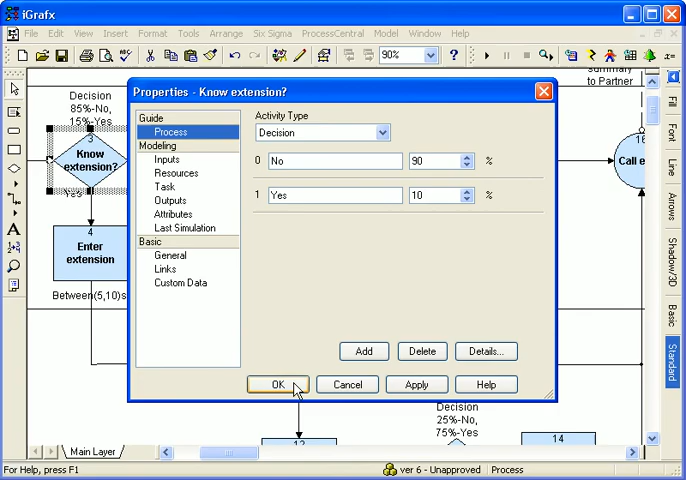 iGrafx
File Edit View Insert Format Tools Arrange Six Sigma ProcessCentral Model Window Help
90%
summary
to Partner
Decision
85%-No,
15%-Yes
3
Know
extension?
Yes
4
Enter
extension
Between(5,10)s
Properties - Know extension?
Guide
Process
Modeling
Inputs
Resources
Task
Outputs
Attributes
Last Simulation
Basic
General
Links
Custom Data
Activity Type
Decision
0 No 90 %
1 Yes 10 %
Add Delete Details...
OK Cancel Apply Help
16
Call e
Guide
Font
Line
Arrows
Shadow/3D
Basic
Standard
12
Decision
25%-No,
75%-Yes
14
Main Layer
For Help, press F1
ver 6 - Unapproved
Process